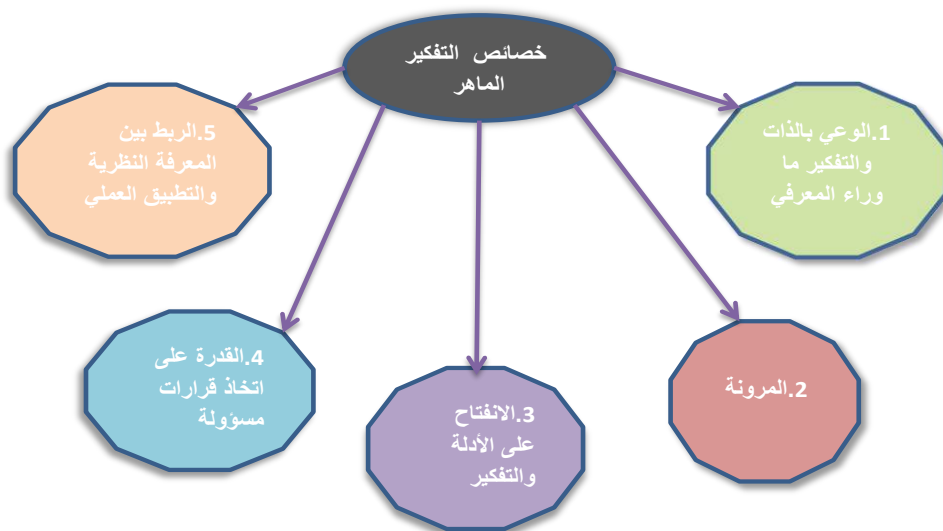 خصائص التفكير
الماهر
1.الوعي بالذات
والتفكير ما
وراء المعرفي
2.المرونة
3.الانفتاح
على الأدلة
والتفكير
4.القدرة على
اتخاذ قرارات
مسؤولة
5.الربط بين
المعرفة النظرية
والتطبيق العملي